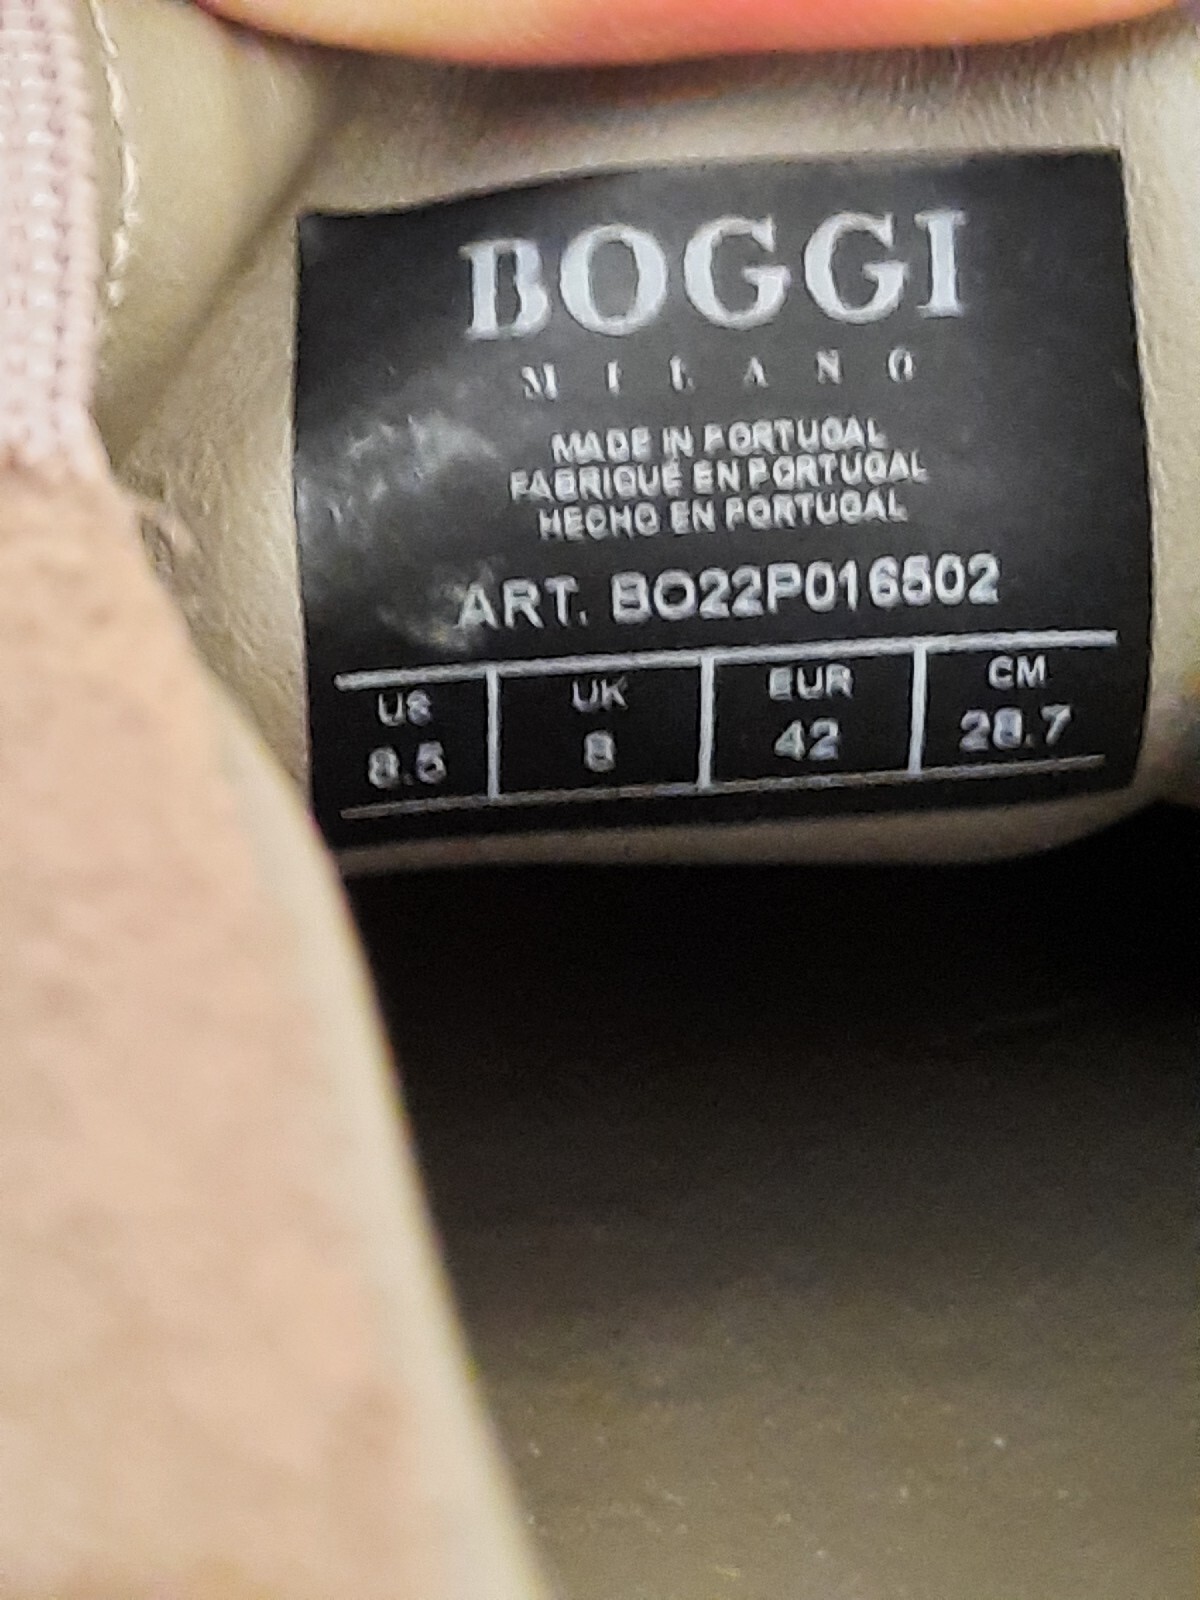 BOGGI
MILANO
MADE IN PORTUGAL
FABRIQUÉ EN PORTUGAL
HECHO EN PORTUGAL
ART. BO22P016502
US UK EUR CM
8.5 8 42 28.7